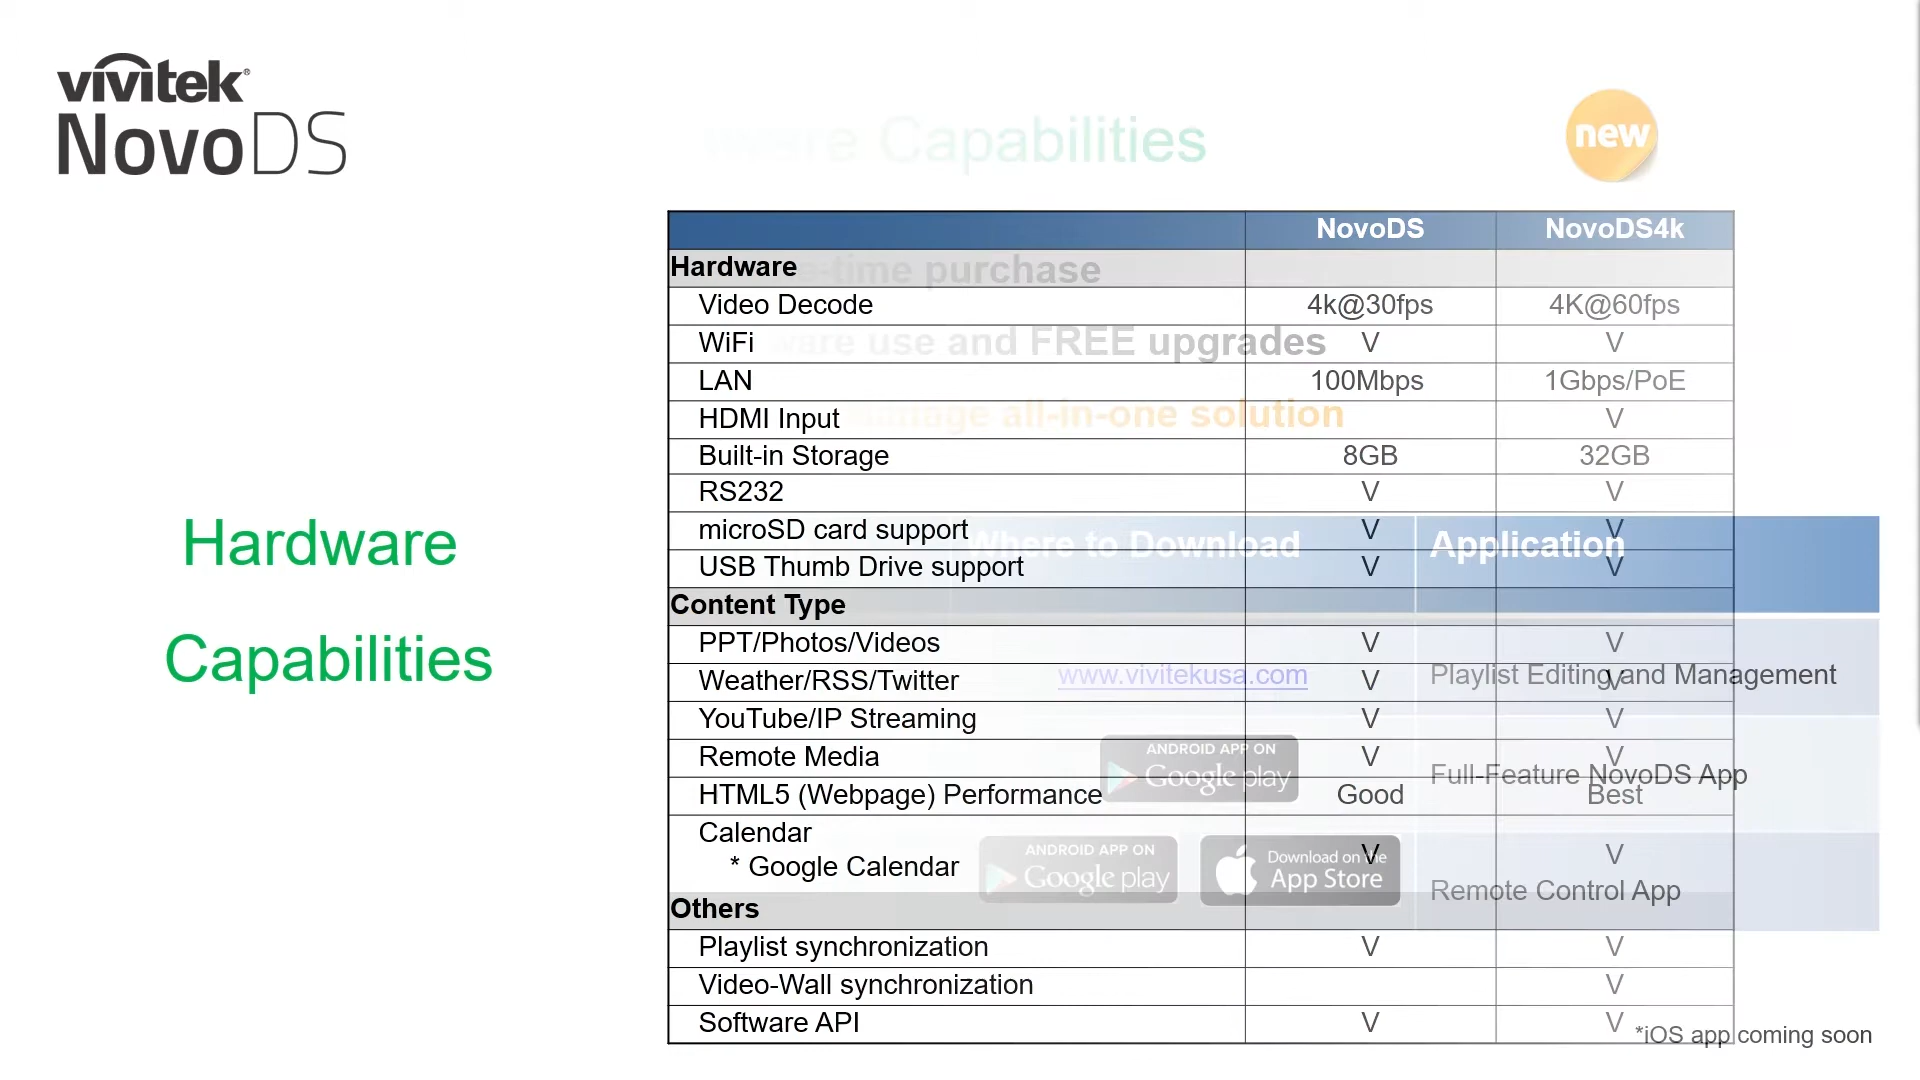 vivitek®
NovoDS
ware Capabilities
new
Hardware
Capabilities
NovoDS NovoDS4k
Hardware
-time purchase
Video Decode 4k@30fps 4K@60fps
WiFi V V
use and FREE upgrades
LAN 100Mbps 1Gbps/PoE
HDMI Input V
all-in-one solution
Built-in Storage 8GB 32GB
RS232 V V
microSD card support V V
Where to Download Application
USB Thumb Drive support V V
Content Type
PPT/Photos/Videos V V
Weather/RSS/Twitter V V
www.vivitekusa.com Playlist Editing and Management
YouTube/IP Streaming V V
Remote Media V V
ANDROID APP ON
Google play
Full-Feature NovoDS App
HTML5 (Webpage) Performance Good Best
Calendar V V
* Google Calendar
ANDROID APP ON
Google play
Download on the
App Store
Remote Control App
Others
Playlist synchronization V V
Video-Wall synchronization V
Software API V V
*iOS app coming soon